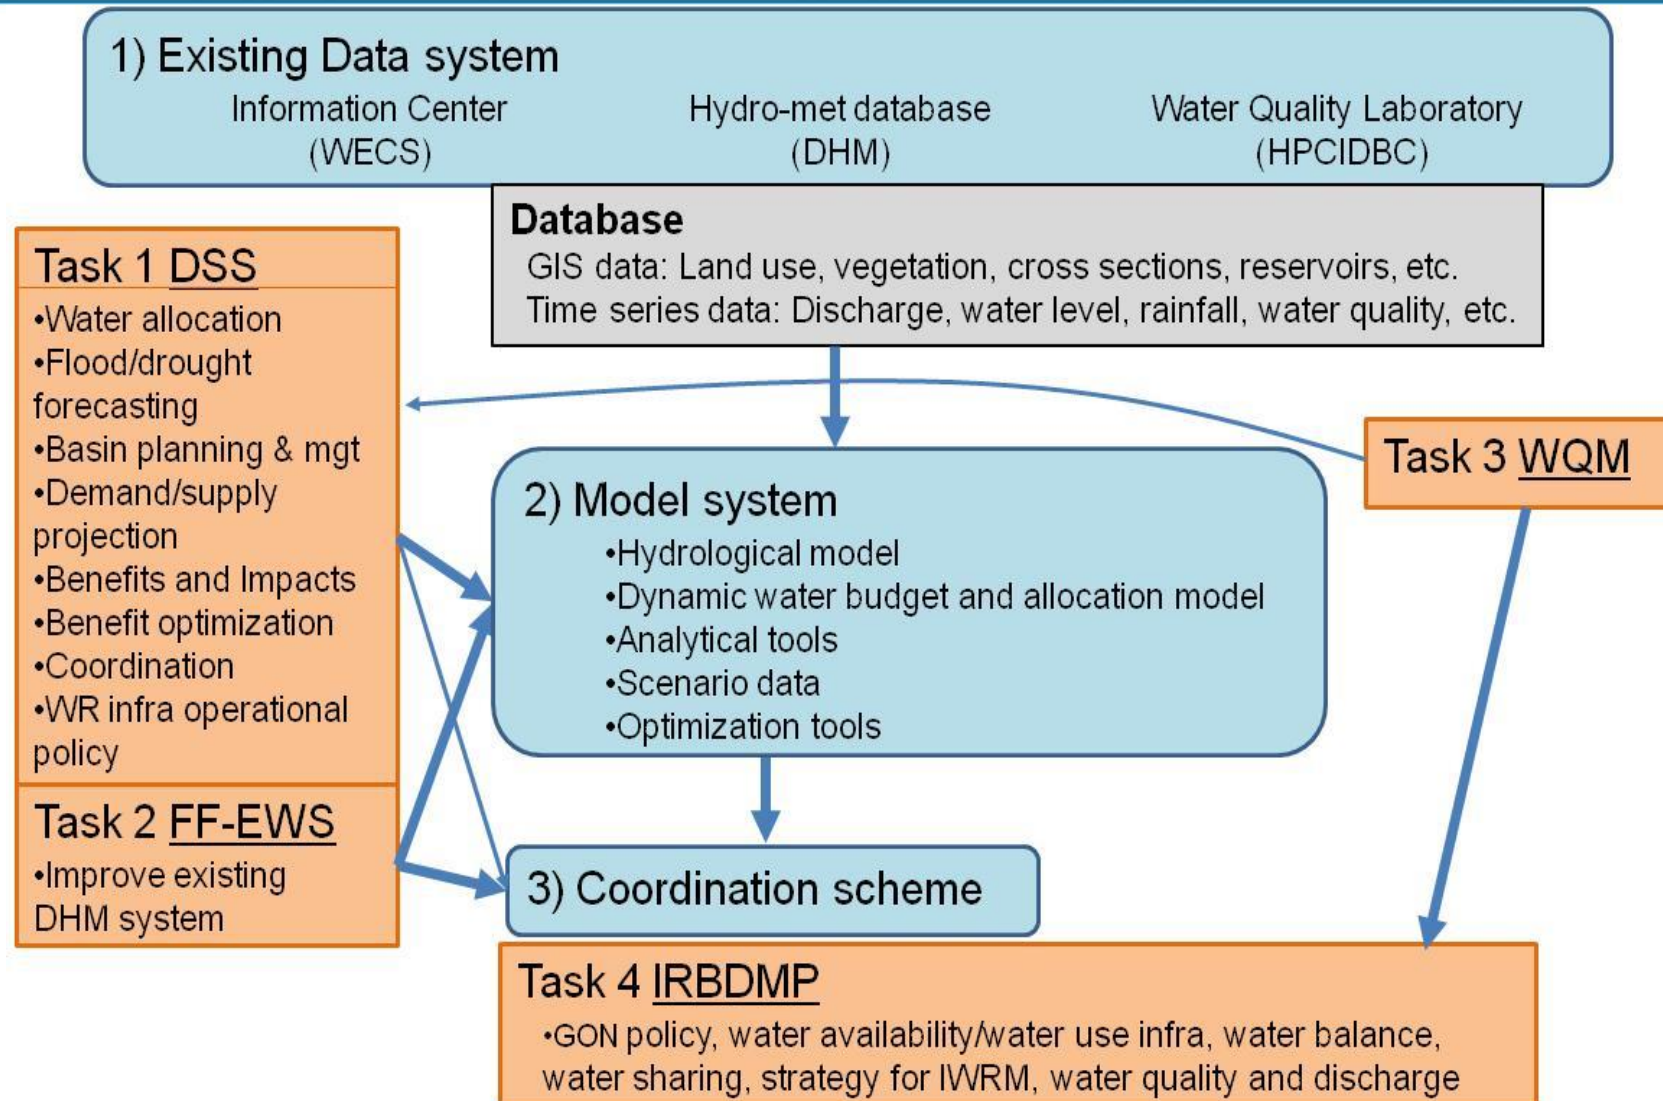 1) Existing Data system
Information Center
(WECS)
Hydro-met database
(DHM)
Water Quality Laboratory
(HPCIDBC)
Database
GIS data: Land use, vegetation, cross sections, reservoirs, etc.
Time series data: Discharge, water level, rainfall, water quality, etc.
Task 1 DSS
•Water allocation
•Flood/drought
forecasting
•Basin planning & mgt
•Demand/supply
projection
•Benefits and Impacts
•Benefit optimization
•Coordination
•WR infra operational
policy
Task 2 FF-EWS
•Improve existing
DHM system
2) Model system
•Hydrological model
•Dynamic water budget and allocation model
•Analytical tools
•Scenario data
•Optimization tools
Task 3 WQM
3) Coordination scheme
Task 4 IRBDMP
•GON policy, water availability/water use infra, water balance,
water sharing, strategy for IWRM, water quality and discharge